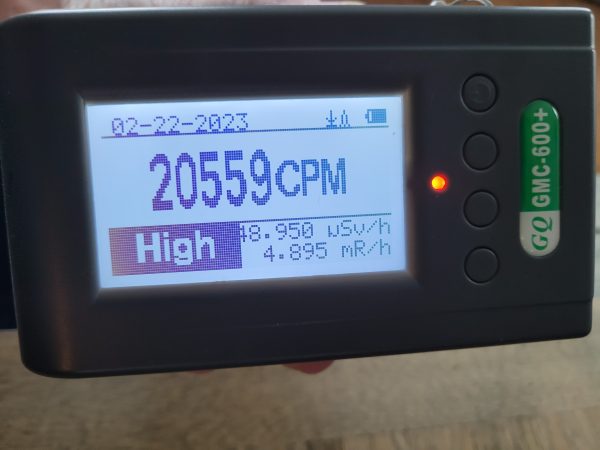 02-22-2023
20559CPM
High
48.950 uSv/h
4.895 mR/h
GQ GMC-600+